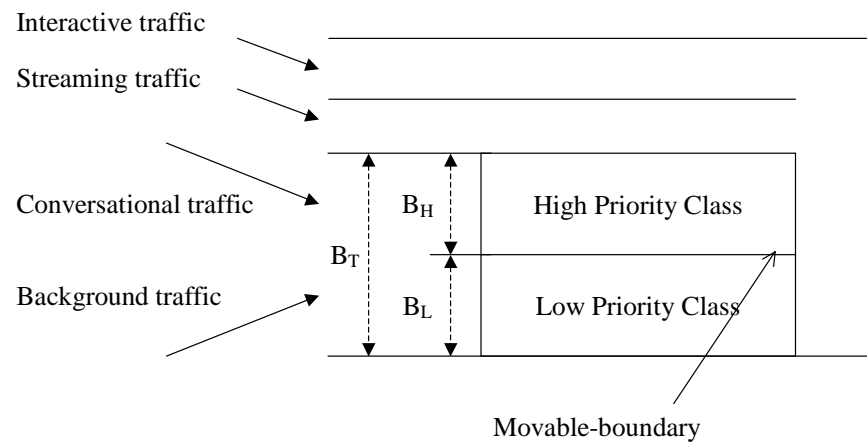 Interactive traffic
Streaming traffic
Conversational traffic
Background traffic
B_T
B_H
B_L
High Priority Class
Low Priority Class
Movable-boundary